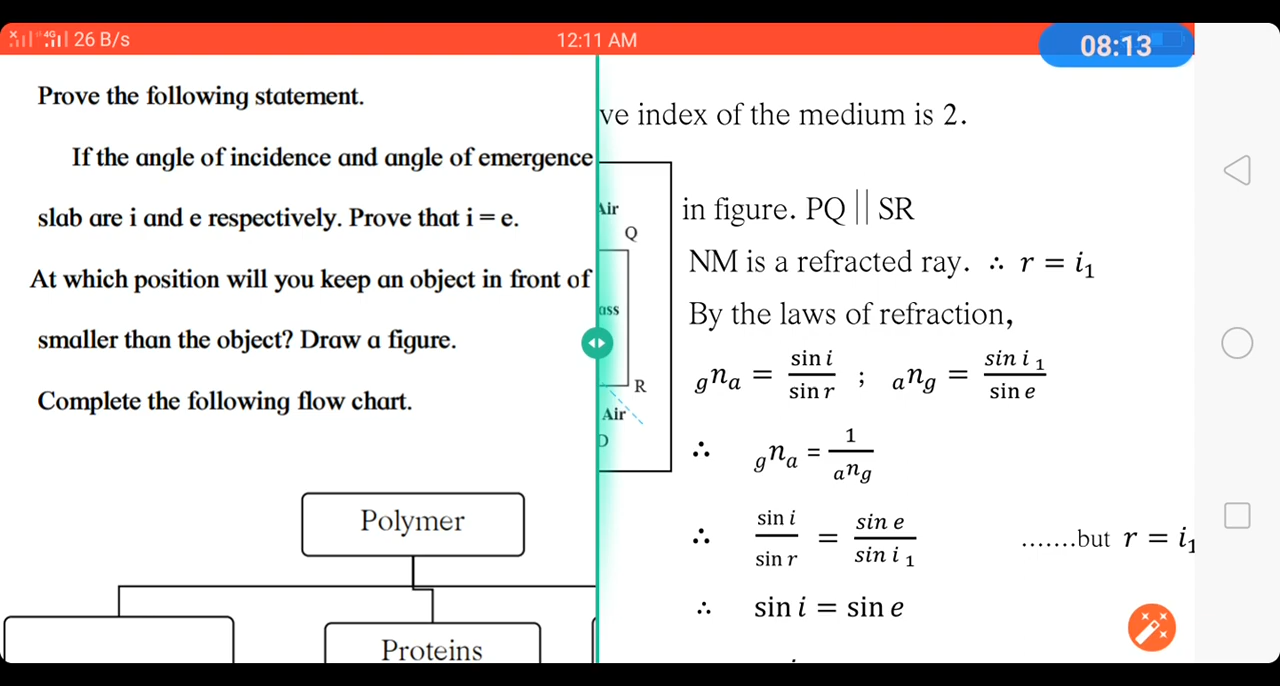 4G 26 B/s
12:11 AM
08:13
Prove the following statement.
If the angle of incidence and angle of emergence
slab are i and e respectively. Prove that i = e.
At which position will you keep an object in front of
smaller than the object? Draw a figure.
Complete the following flow chart.
Polymer
Proteins
ve index of the medium is 2.
Air
Q
ass
R
Air
D
in figure. PQ || SR
NM is a refracted ray. ∴ r = i₁
By the laws of refraction,
gnₐ = sin i / sin r ; ₐng = sin i₁ / sin e
∴ gnₐ = 1 / ₐng
∴ sin i / sin r = sin e / sin i₁ .......but r = i₁
∴ sin i = sin e